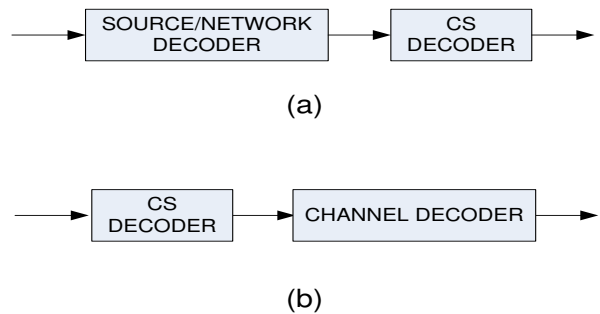 SOURCE/NETWORK
DECODER
CS
DECODER
(a)
CS
DECODER
CHANNEL DECODER
(b)